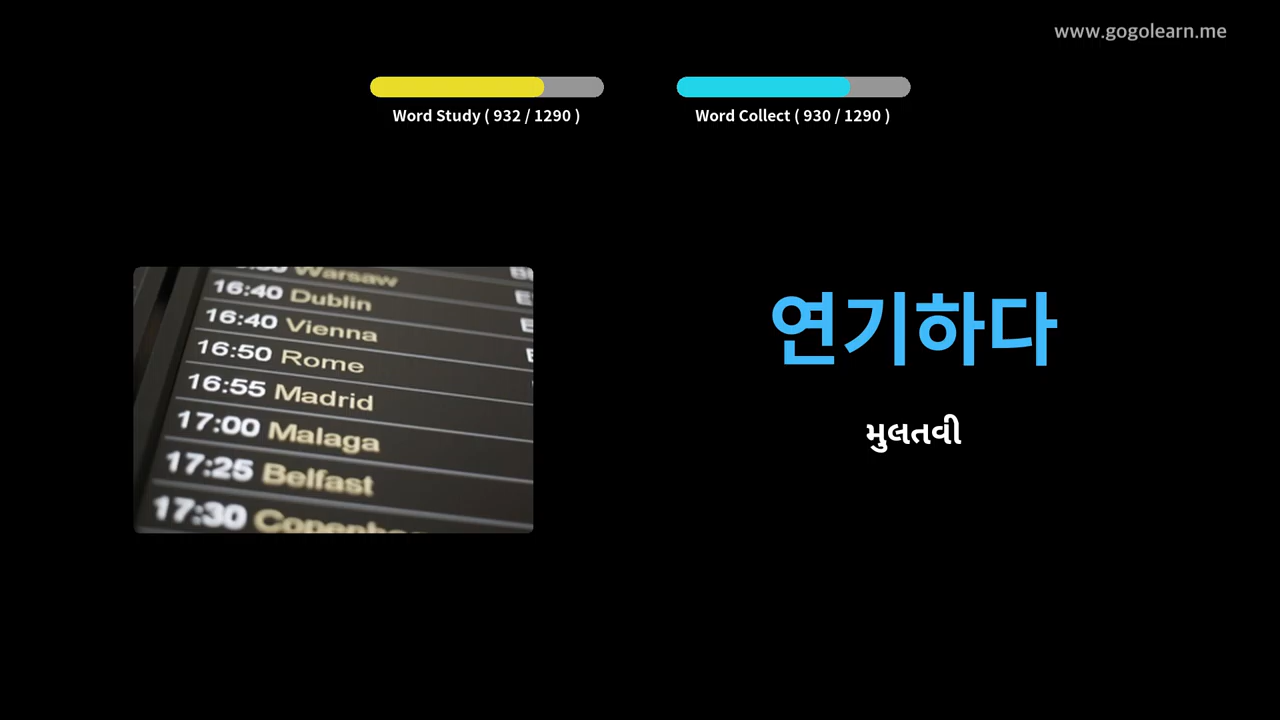 www.gogolearn.me
Word Study ( 932 / 1290 )
Word Collect ( 930 / 1290 )
Warsaw
16:40 Dublin
16:40 Vienna
16:50 Rome
16:55 Madrid
17:00 Malaga
17:25 Belfast
17:30
연기하다
મુલતવી